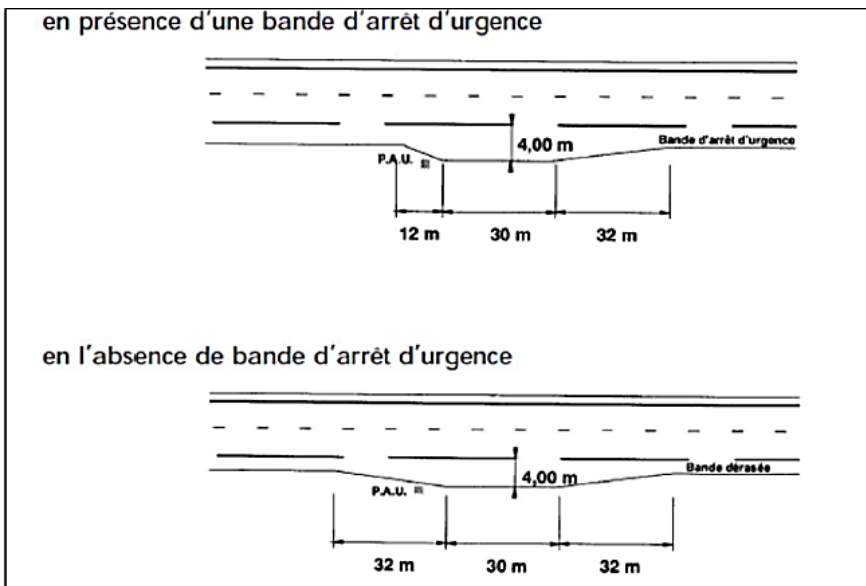 en présence d'une bande d'arrêt d'urgence
Bande d'arrêt d'urgence
4,00 m
P.A.U.
12 m 30 m 32 m
en l'absence de bande d'arrêt d'urgence
Bande dérasée
4,00 m
P.A.U.
32 m 30 m 32 m